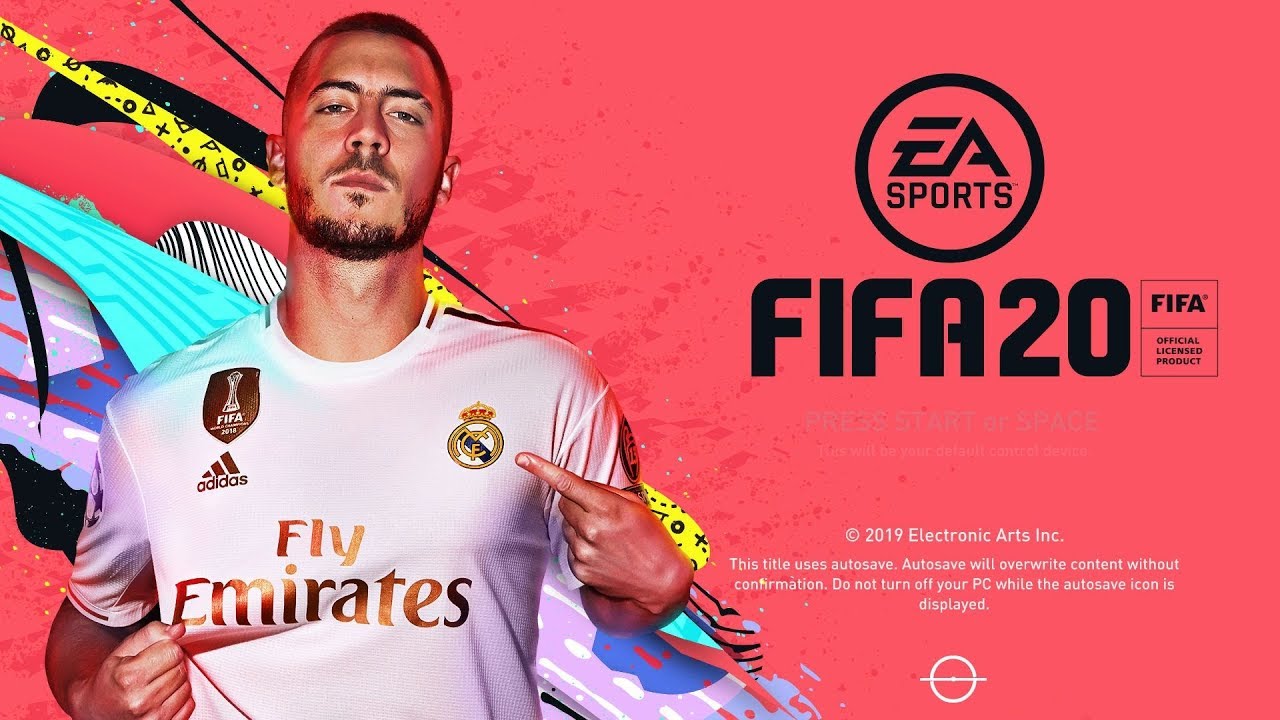 EA
SPORTS™
FIFA20
FIFA®
OFFICIAL
LICENSED
PRODUCT
PRESS START or SPACE
This will be your default control device.
© 2019 Electronic Arts Inc.
This title uses autosave. Autosave will overwrite content without
confirmation. Do not turn off your PC while the autosave icon is
displayed.
FIFA
WORLD CHAMPIONS
2018
adidas
Fly
Emirates